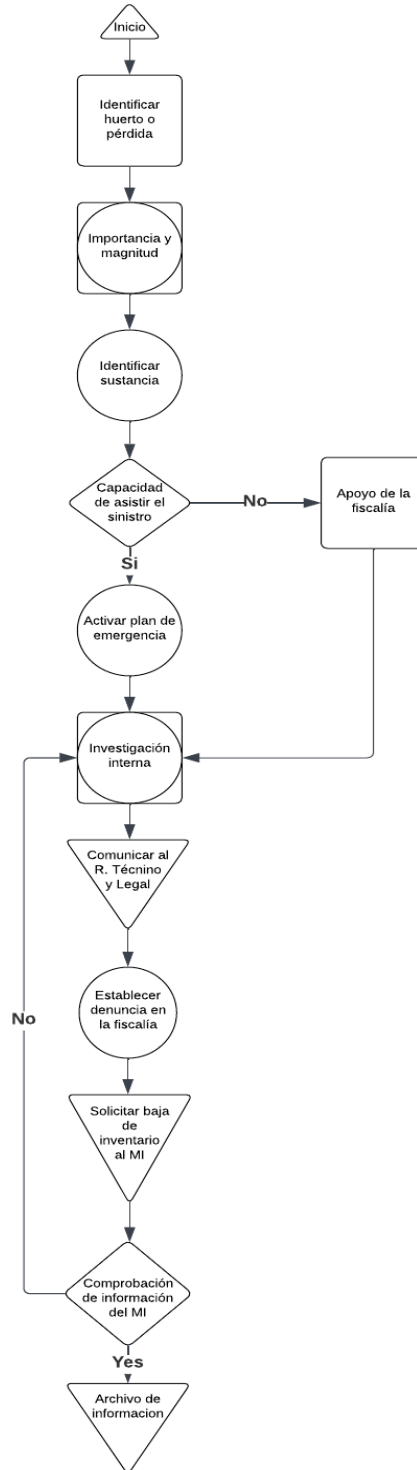 Inicio
Identificar
huerto o
pérdida
Importancia y
magnitud
Identificar
sustancia
Capacidad
de asistir el
sinistro
No
Apoyo de la
fiscalía
Si
Activar plan de
emergencia
Investigación
interna
Comunicar al
R. Técnino
y Legal
Establecer
denuncia en
la fiscalía
No
Solicitar baja
de
inventario
al MI
Comprobación
de información
del MI
Yes
Archivo de
informacion